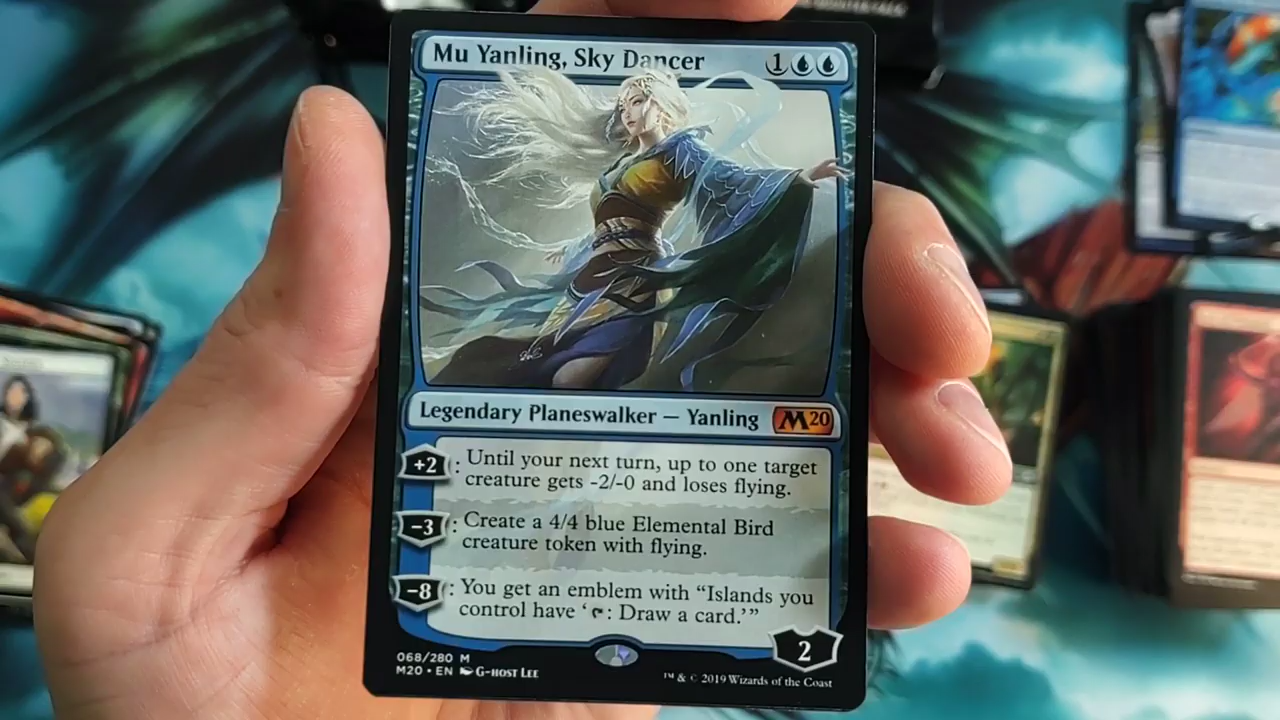 Mu Yanling, Sky Dancer 1
Legendary Planeswalker — Yanling M20
+2: Until your next turn, up to one target
creature gets -2/-0 and loses flying.
−3: Create a 4/4 blue Elemental Bird
creature token with flying.
−8: You get an emblem with “Islands you
control have ‘: Draw a card.’”
2
068/280 M
M20 • EN G-HOST LEE
™ & © 2019 Wizards of the Coast